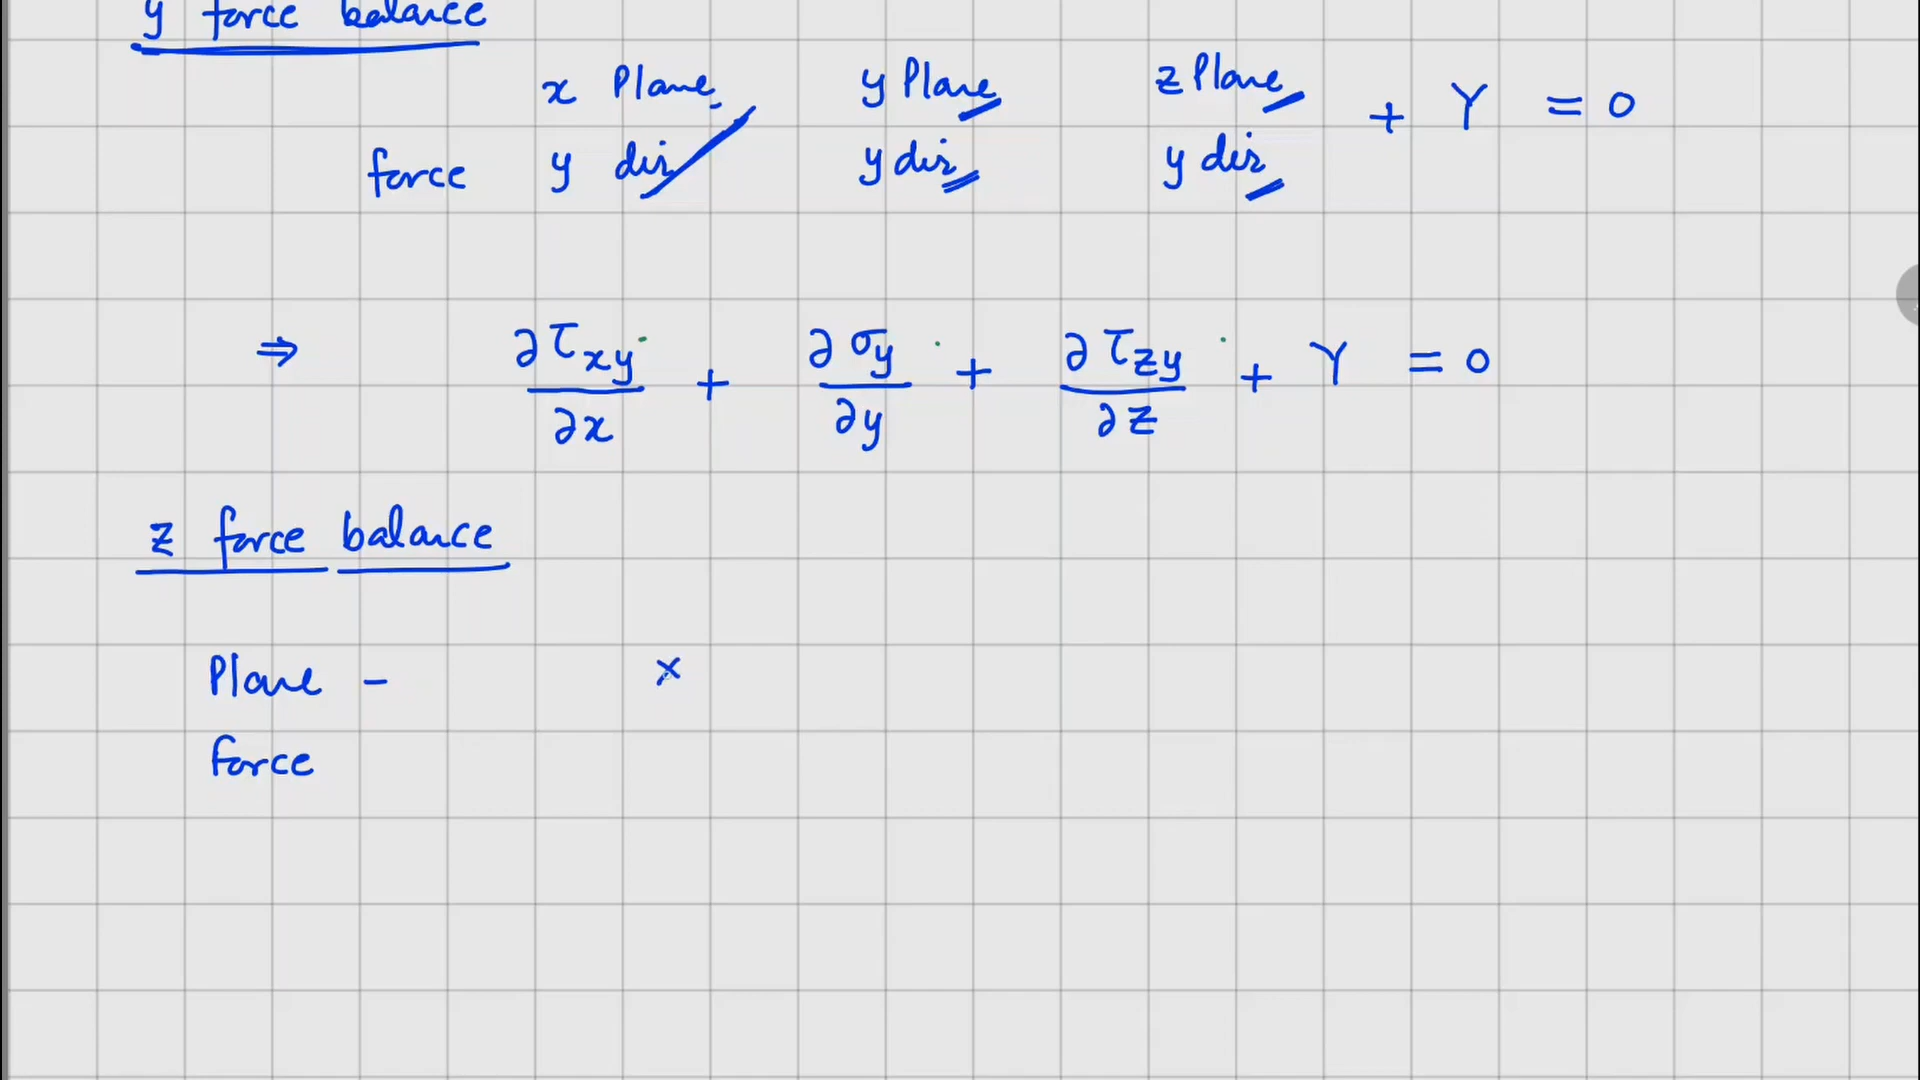 y force balance
x Plane y Plane z Plane + Y = 0
force y dir y dir y dir
⇒ ∂τxy/∂x + ∂σy/∂y + ∂τzy/∂z + Y = 0
z force balance
Plane - x
force